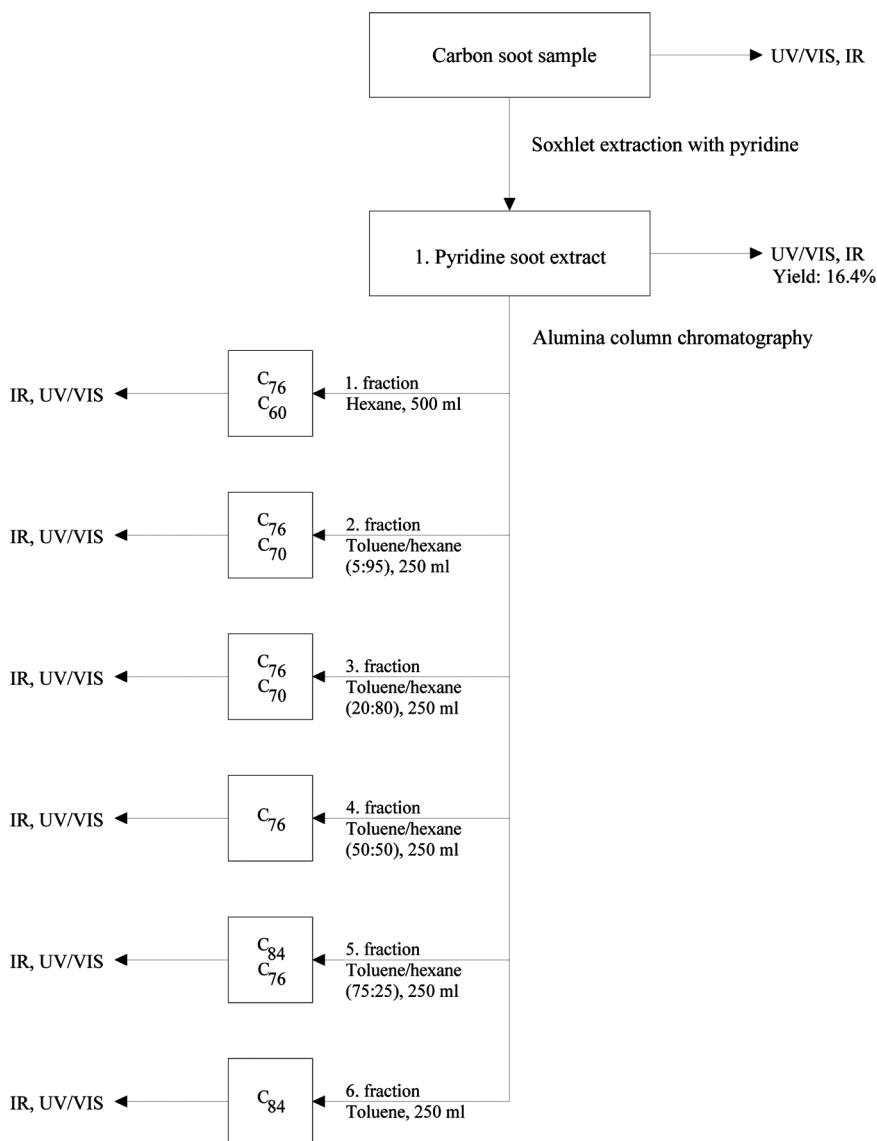 Carbon soot sample
UV/VIS, IR
Soxhlet extraction with pyridine
1. Pyridine soot extract
UV/VIS, IR
Yield: 16.4%
Alumina column chromatography
IR, UV/VIS
C76
C60
1. fraction
Hexane, 500 ml
IR, UV/VIS
C76
C70
2. fraction
Toluene/hexane
(5:95), 250 ml
IR, UV/VIS
C76
C70
3. fraction
Toluene/hexane
(20:80), 250 ml
IR, UV/VIS
C76
4. fraction
Toluene/hexane
(50:50), 250 ml
IR, UV/VIS
C84
C76
5. fraction
Toluene/hexane
(75:25), 250 ml
IR, UV/VIS
C84
6. fraction
Toluene, 250 ml